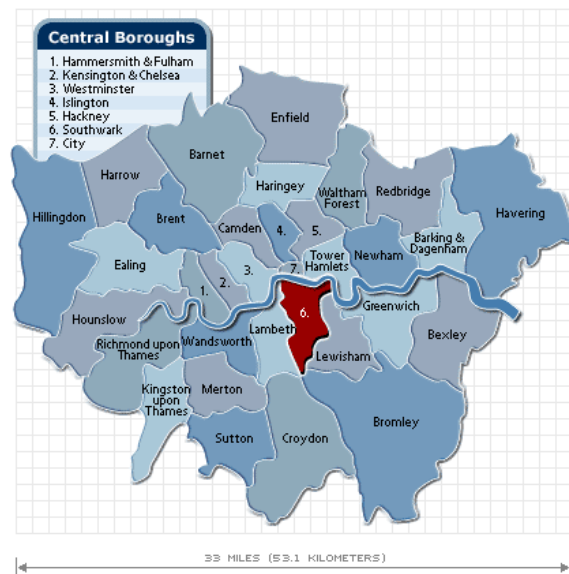 Central Boroughs
1. Hammersmith & Fulham
2. Kensington & Chelsea
3. Westminster
4. Islington
5. Hackney
6. Southwark
7. City
Enfield
Barnet
Harrow
Haringey
Waltham
Forest
Redbridge
Hillingdon
Brent
Camden
4.
5.
Havering
Barking &
Dagenham
Ealing
3.
7.
Tower
Hamlets
Newham
1.
2.
Hounslow
6.
Greenwich
Richmond upon
Thames
Wandsworth
Lambeth
Lewisham
Bexley
Kingston
upon
Thames
Merton
Sutton
Croydon
Bromley
33 MILES (53.1 KILOMETERS)